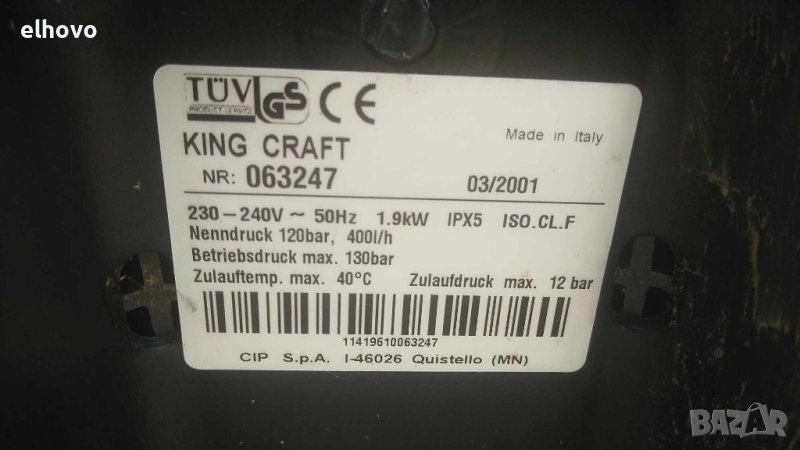 elhovo
TÜV
PRODUCT SERVICE
GS CE
Made in Italy
KING CRAFT
NR: 063247 03/2001
230-240V ~ 50Hz 1.9kW IPX5 ISO.CL.F
Nenndruck 120bar, 400l/h
Betriebsdruck max. 130bar
Zulauftemp. max. 40°C Zulaufdruck max. 12 bar
11419610063247
CIP S.p.A. I-46026 Quistello (MN)
BAZAR